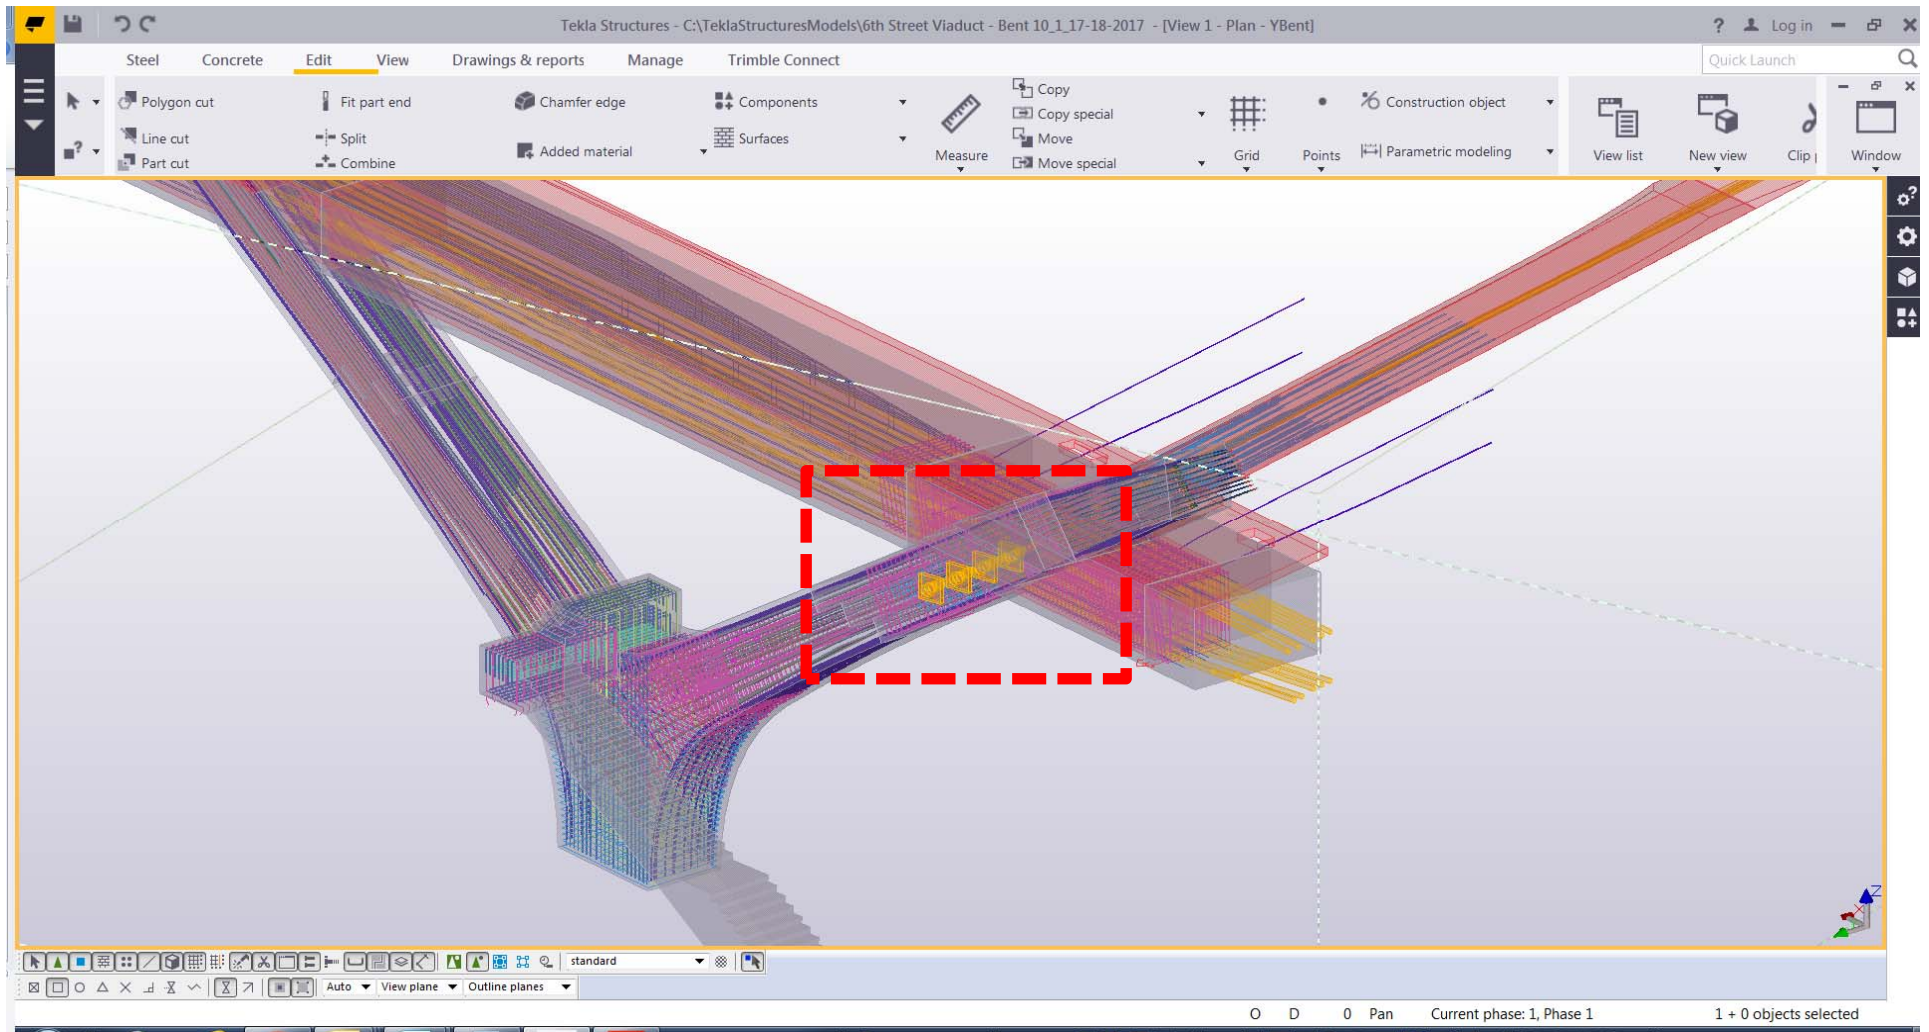 Tekla Structures - C:\TeklaStructuresModels\6th Street Viaduct - Bent 10_1_17-18-2017 - [View 1 - Plan - YBent]
? Log in
Steel Concrete Edit View Drawings & reports Manage Trimble Connect
Quick Launch
Polygon cut
Line cut
Part cut
Fit part end
Split
Combine
Chamfer edge
Added material
Components
Surfaces
Measure
Copy
Copy special
Move
Move special
Grid
Points
Construction object
Parametric modeling
View list
New view
Clip
Window
Z
standard
Auto View plane Outline planes
O D 0 Pan Current phase: 1, Phase 1 1 + 0 objects selected